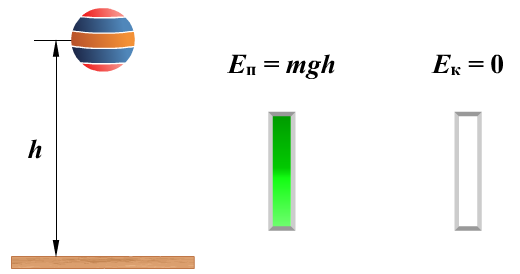 Eп = mgh
Eк = 0
h